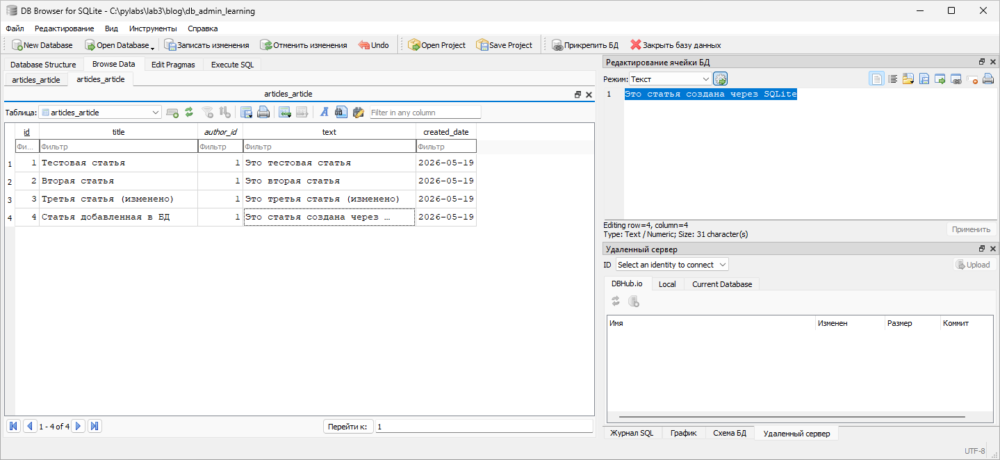 DB Browser for SQLite - C:\pylabs\lab3\blog\db_admin_learning
Файл Редактирование Вид Инструменты Справка
New Database Open Database Записать изменения Отменить изменения Undo Open Project Save Project Прикрепить БД Закрыть базу данных
Database Structure Browse Data Edit Pragmas Execute SQL
articles_article articles_article
articles_article
Таблица: articles_article Filter in any column
id title author_id text created_date
Фи... Фильтр Фильтр Фильтр Фильтр
1 1 Тестовая статья 1 Это тестовая статья 2026-05-19
2 2 Вторая статья 1 Это вторая статья 2026-05-19
3 3 Третья статья (изменено) 1 Это третья статья (изменено) 2026-05-19
4 4 Статья добавленная в БД 1 Это статья создана через … 2026-05-19
1 - 4 of 4 Перейти к: 1
Редактирование ячейки БД
Режим: Текст
1 Это статья создана через SQLite
Editing row=4, column=4
Type: Text / Numeric; Size: 31 character(s)
Применить
Удаленный сервер
ID Select an identity to connect Upload
DBHub.io Local Current Database
Имя Изменен Размер Коммит
Журнал SQL График Схема БД Удаленный сервер
UTF-8